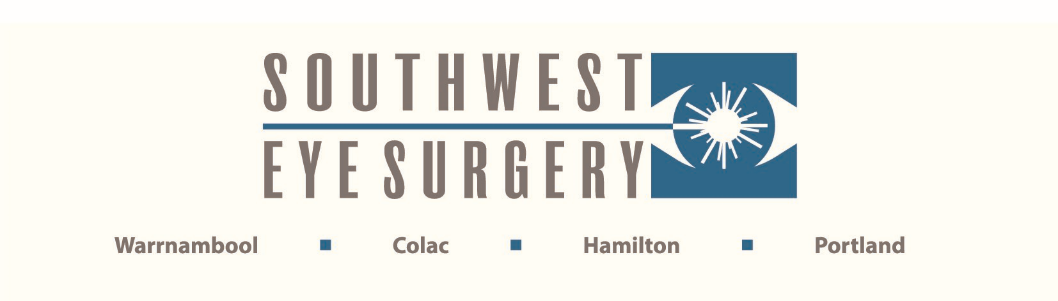 SOUTHWEST
EYE SURGERY
Warrnambool ▪ Colac ▪ Hamilton ▪ Portland